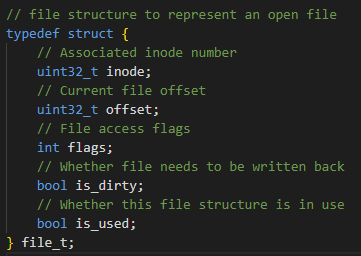 // file structure to represent an open file
typedef struct {
    // Associated inode number
    uint32_t inode;
    // Current file offset
    uint32_t offset;
    // File access flags
    int flags;
    // Whether file needs to be written back
    bool is_dirty;
    // Whether this file structure is in use
    bool is_used;
} file_t;